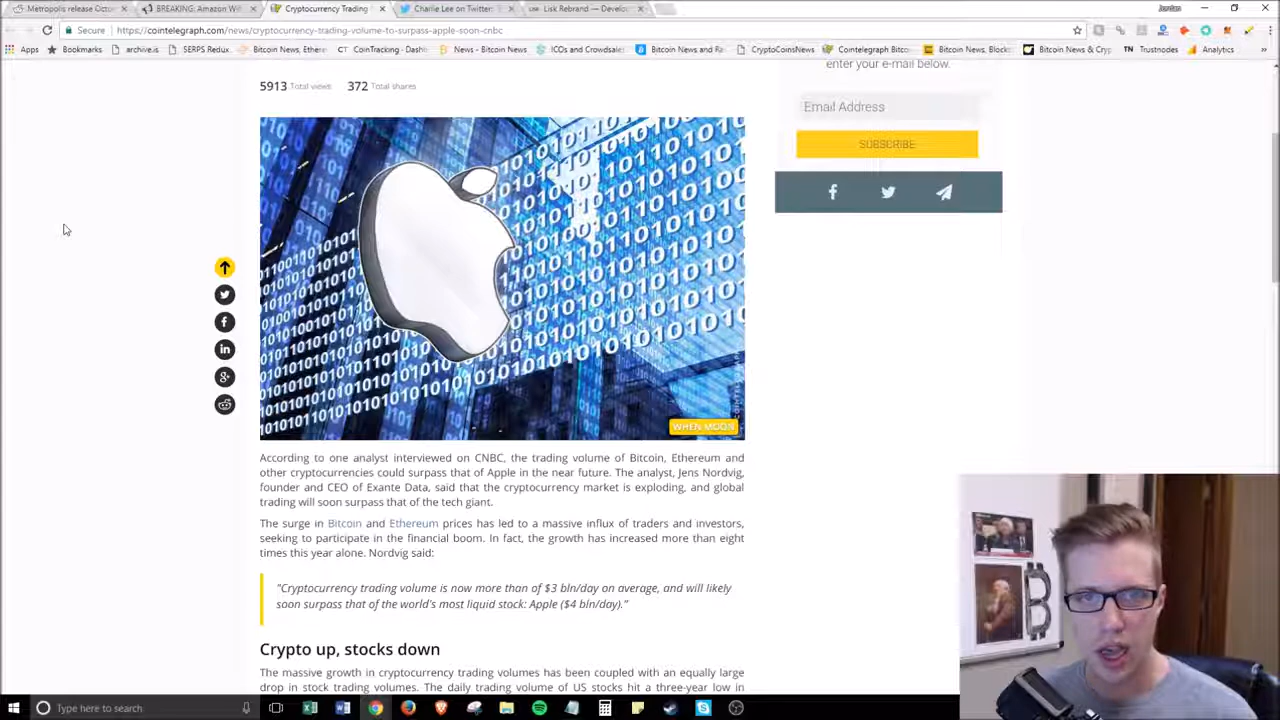 Metropolis release Octo
BREAKING: Amazon Wil
Cryptocurrency Trading
Charlie Lee on Twitter:
Lisk Rebrand — Develo
Jordan
Secure
https://cointelegraph.com/news/cryptocurrency-trading-volume-to-surpass-apple-soon-cnbc
Apps
Bookmarks
archive.is
SERPS Redux.
Bitcoin News, Ethere
CT
CoinTracking - Dashb
News - Bitcoin News
ICOs and Crowdsale
Bitcoin News and Ra
CryptoCoinsNews
Cointelegraph Bitco
Bitcoin News, Block
Bitcoin News & Cryp
TN
Trustnodes
Analytics
enter your e-mail below.
5913 Total views
372 Total shares
Email Address
SUBSCRIBE
WHEN MOON
According to one analyst interviewed on CNBC, the trading volume of Bitcoin, Ethereum and
other cryptocurrencies could surpass that of Apple in the near future. The analyst, Jens Nordvig,
founder and CEO of Exante Data, said that the cryptocurrency market is exploding, and global
trading will soon surpass that of the tech giant.
The surge in Bitcoin and Ethereum prices has led to a massive influx of traders and investors,
seeking to participate in the financial boom. In fact, the growth has increased more than eight
times this year alone. Nordvig said:
"Cryptocurrency trading volume is now more than of $3 bln/day on average, and will likely
soon surpass that of the world's most liquid stock: Apple ($4 bln/day)."
Crypto up, stocks down
The massive growth in cryptocurrency trading volumes has been coupled with an equally large
drop in stock trading volumes. The daily trading volume of US stocks hit a three-year low in
Type here to search